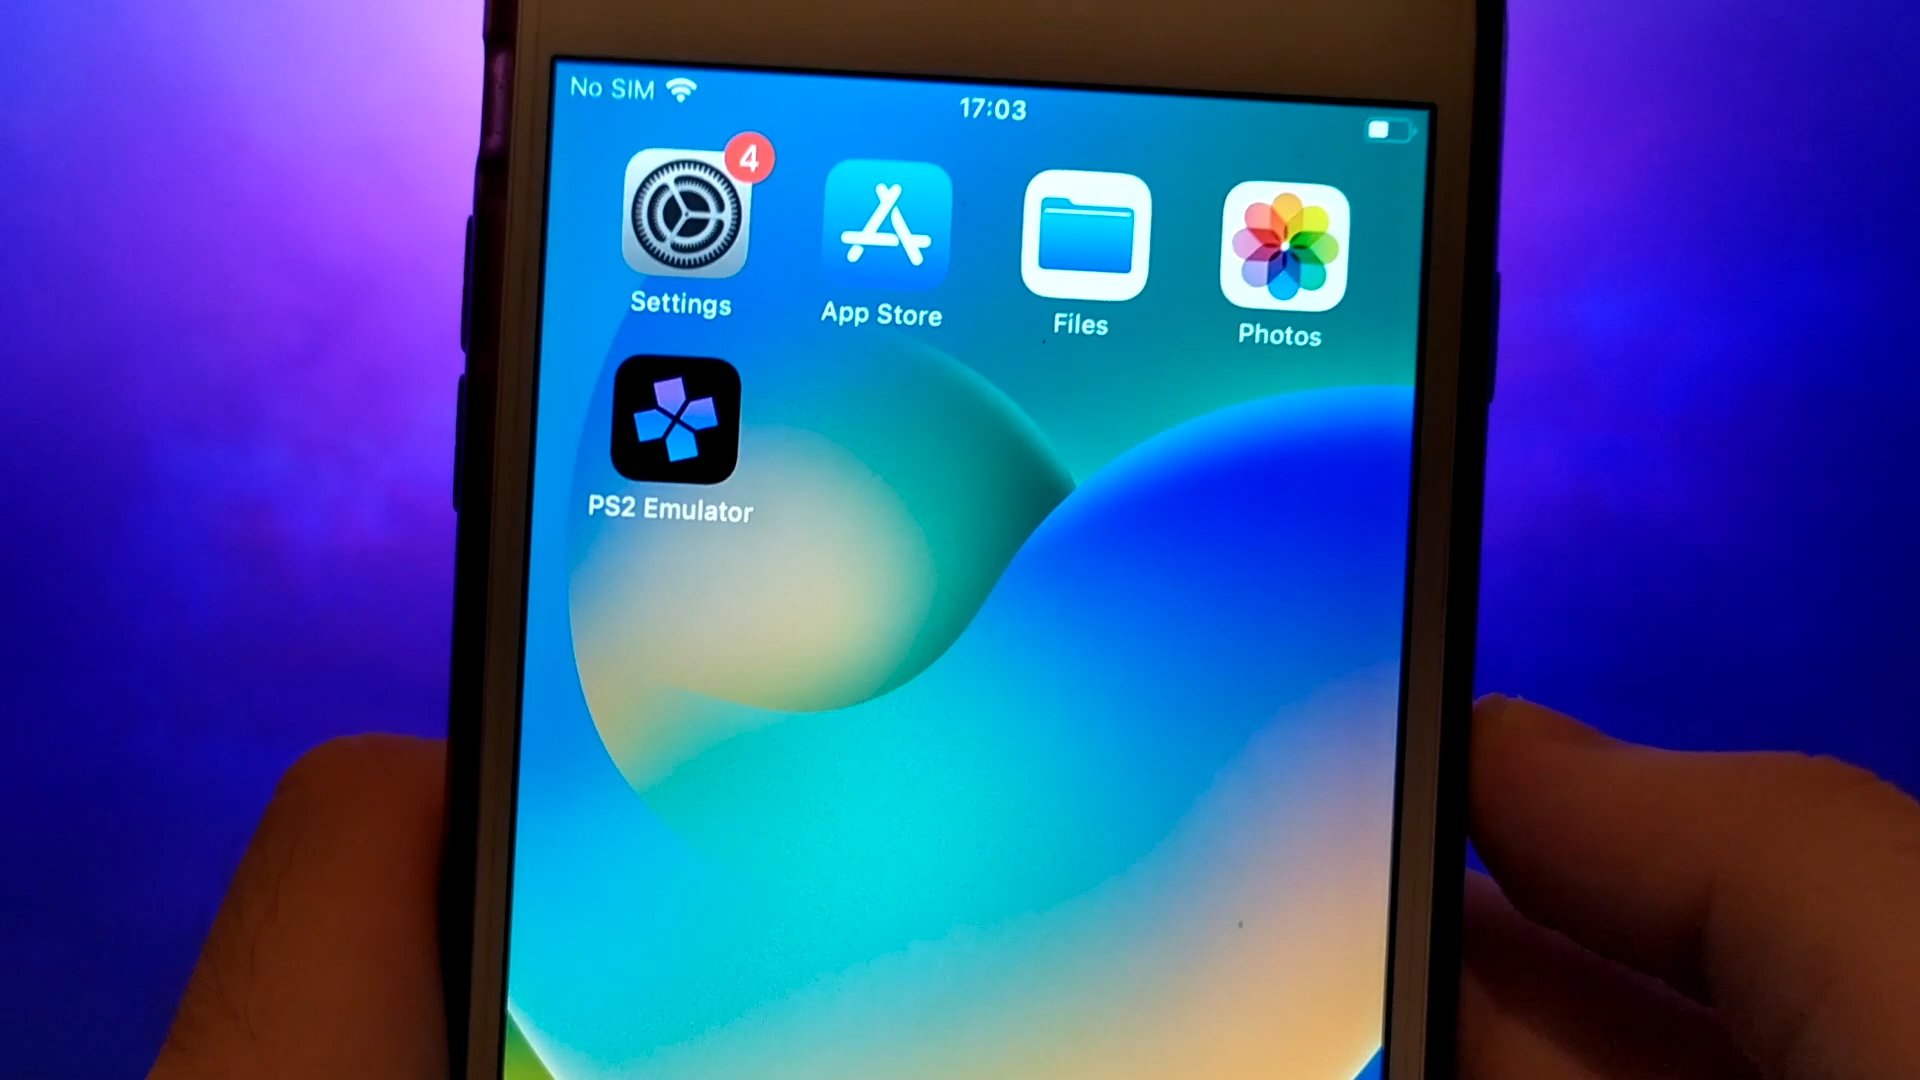 No SIM
17:03
4
Settings
App Store
Files
Photos
PS2 Emulator